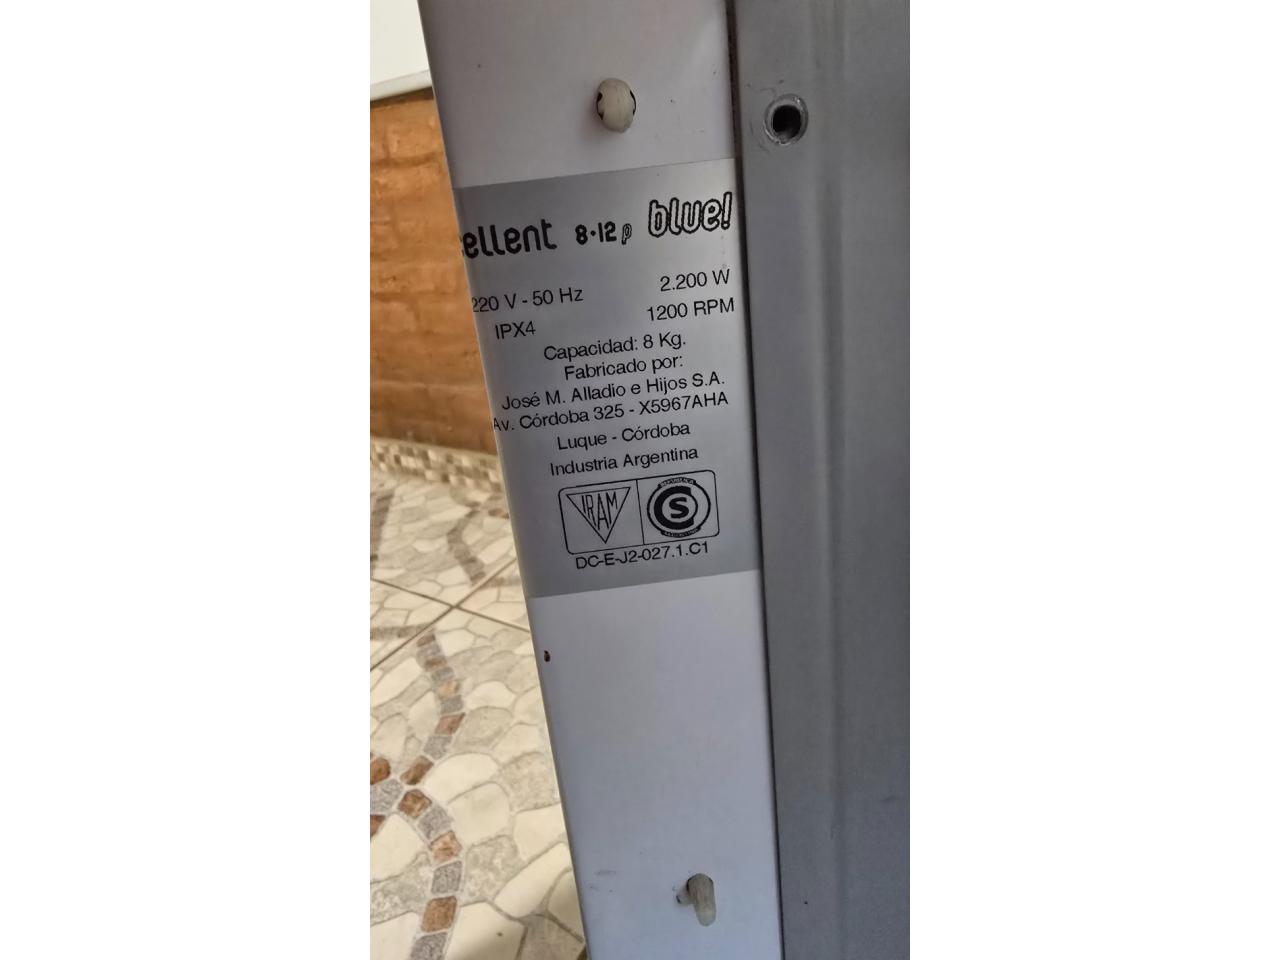 cellent 8·12 p blue!
220 V - 50 Hz 2.200 W
IPX4 1200 RPM
Capacidad: 8 Kg.
Fabricado por:
José M. Alladio e Hijos S.A.
Av. Córdoba 325 - X5967AHA
Luque - Córdoba
Industria Argentina
IRAM S
DC-E-J2-027.1.C1